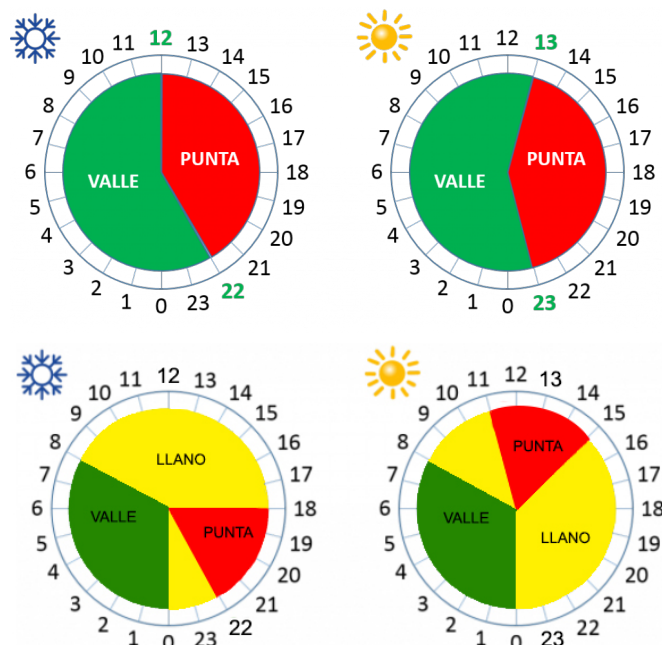 12 13
11 13 12 14
10 14 11 15
9 15 10 16
8 16 9 17
7 17 8 18
6 VALLE PUNTA 18 7 VALLE PUNTA 19
5 19 6 20
4 20 5 21
3 21 4 22
2 22 3 23
1 0 23 2 1 0
12 12
11 13 11 13
10 14 10 14
9 15 9 15
8 LLANO 16 8 PUNTA 16
7 17 7 17
6 VALLE PUNTA 18 6 VALLE LLANO 18
5 19 5 19
4 20 4 20
3 21 3 21
2 22 2 22
1 0 23 1 0 23